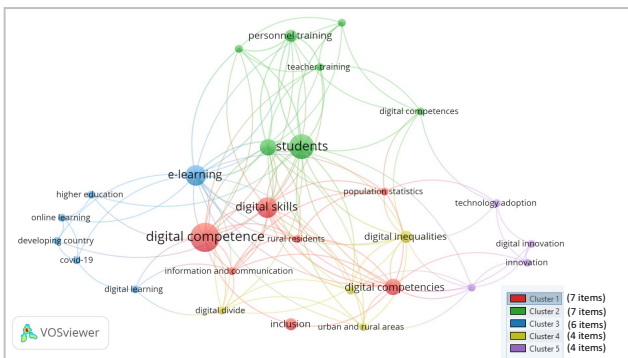 personnel training
teacher training
digital competences
students
e-learning
higher education
population statistics
technology adoption
digital skills
online learning
digital competence
rural residents
digital inequalities
developing country
digital inovation
covid-19
information and communication
innovation
digital learning
digital competencies
digital divide
inclusion
urban and rural areas
Cluster 1 (7 items)
Cluster 2 (7 items)
Cluster 3 (6 items)
Cluster 4 (4 items)
Cluster 5 (4 items)
VOSviewer